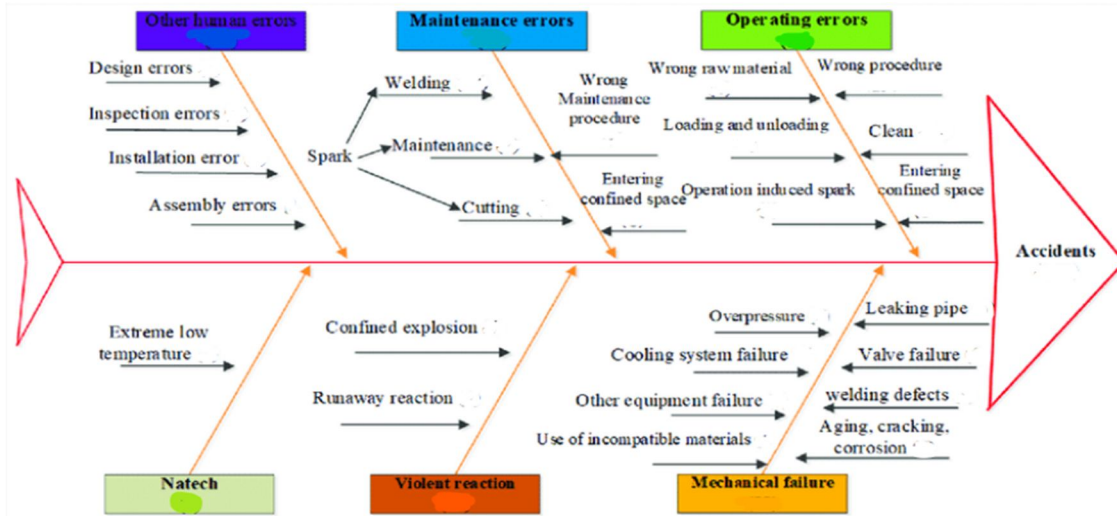 Other human errors
Maintenance errors
Operating errors
Design errors
Inspection errors
Installation error
Assembly errors
Spark
Welding
Maintenance
Cutting
Wrong
Maintenance
procedure
Entering
confined space
Wrong raw material
Loading and unloading
Operation induced spark
Wrong procedure
Clean
Entering
confined space
Accidents
Extreme low
temperature
Confined explosion
Runaway reaction
Overpressure
Cooling system failure
Other equipment failure
Use of incompatible materials
Leaking pipe
Valve failure
welding defects
Aging, cracking,
corrosion
Natech
Violent reaction
Mechanical failure